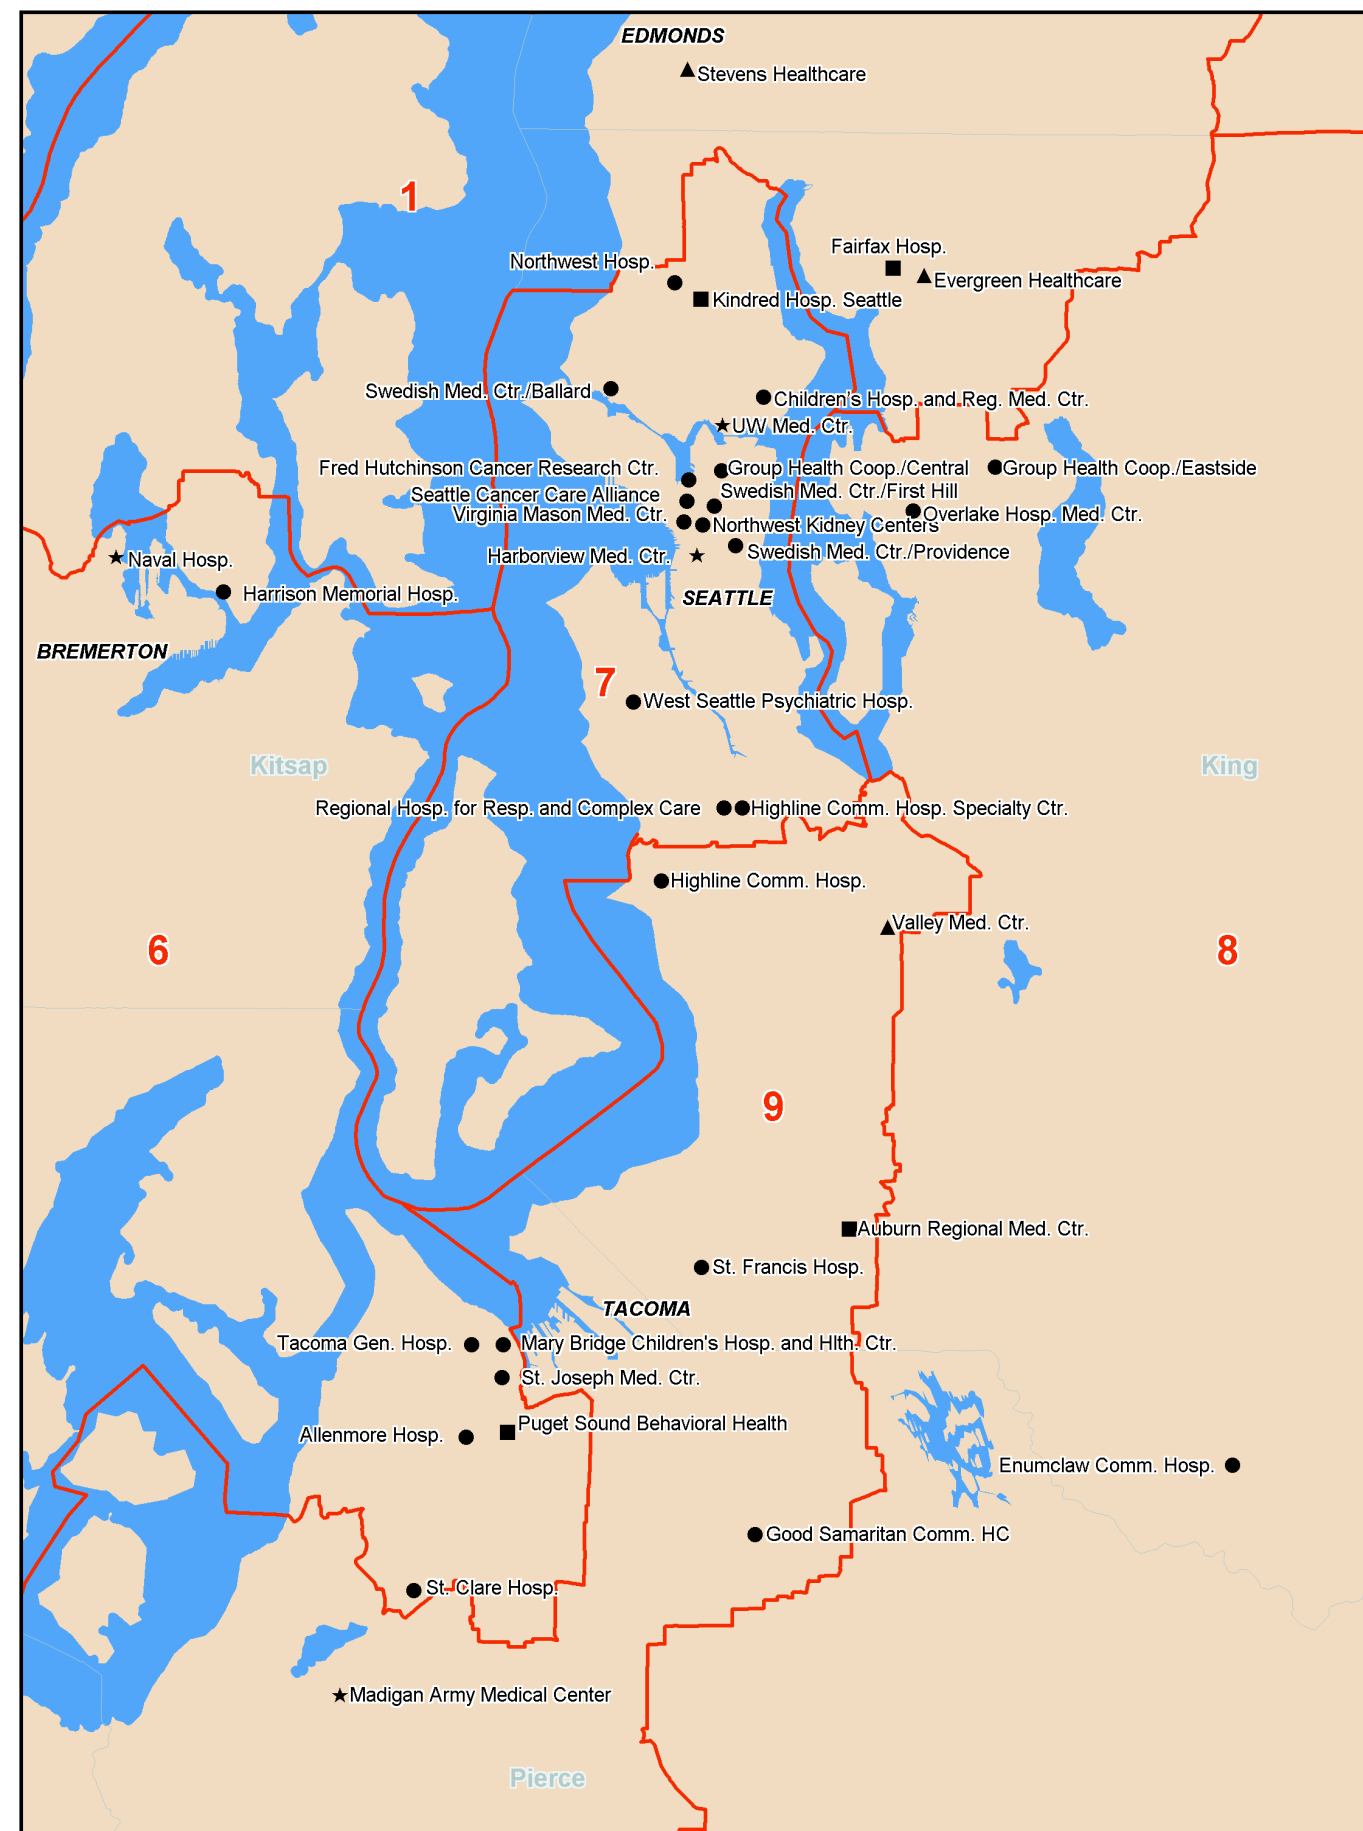 EDMONDS
Stevens Healthcare
1
Fairfax Hosp.
Northwest Hosp.
Evergreen Healthcare
Kindred Hosp. Seattle
Swedish Med. Ctr./Ballard
Children's Hosp. and Reg. Med. Ctr.
UW Med. Ctr.
Fred Hutchinson Cancer Research Ctr.
Group Health Coop./Central
Group Health Coop./Eastside
Seattle Cancer Care Alliance
Swedish Med. Ctr./First Hill
Virginia Mason Med. Ctr.
Overlake Hosp. Med. Ctr.
Northwest Kidney Centers
Harborview Med. Ctr.
Swedish Med. Ctr./Providence
Naval Hosp.
Harrison Memorial Hosp.
SEATTLE
BREMERTON
7
West Seattle Psychiatric Hosp.
Kitsap
King
Regional Hosp. for Resp. and Complex Care
Highline Comm. Hosp. Specialty Ctr.
Highline Comm. Hosp.
Valley Med. Ctr.
6
8
9
Auburn Regional Med. Ctr.
St. Francis Hosp.
TACOMA
Tacoma Gen. Hosp.
Mary Bridge Children's Hosp. and Hlth. Ctr.
St. Joseph Med. Ctr.
Puget Sound Behavioral Health
Allenmore Hosp.
Enumclaw Comm. Hosp.
Good Samaritan Comm. HC
St. Clare Hosp.
Madigan Army Medical Center
Pierce